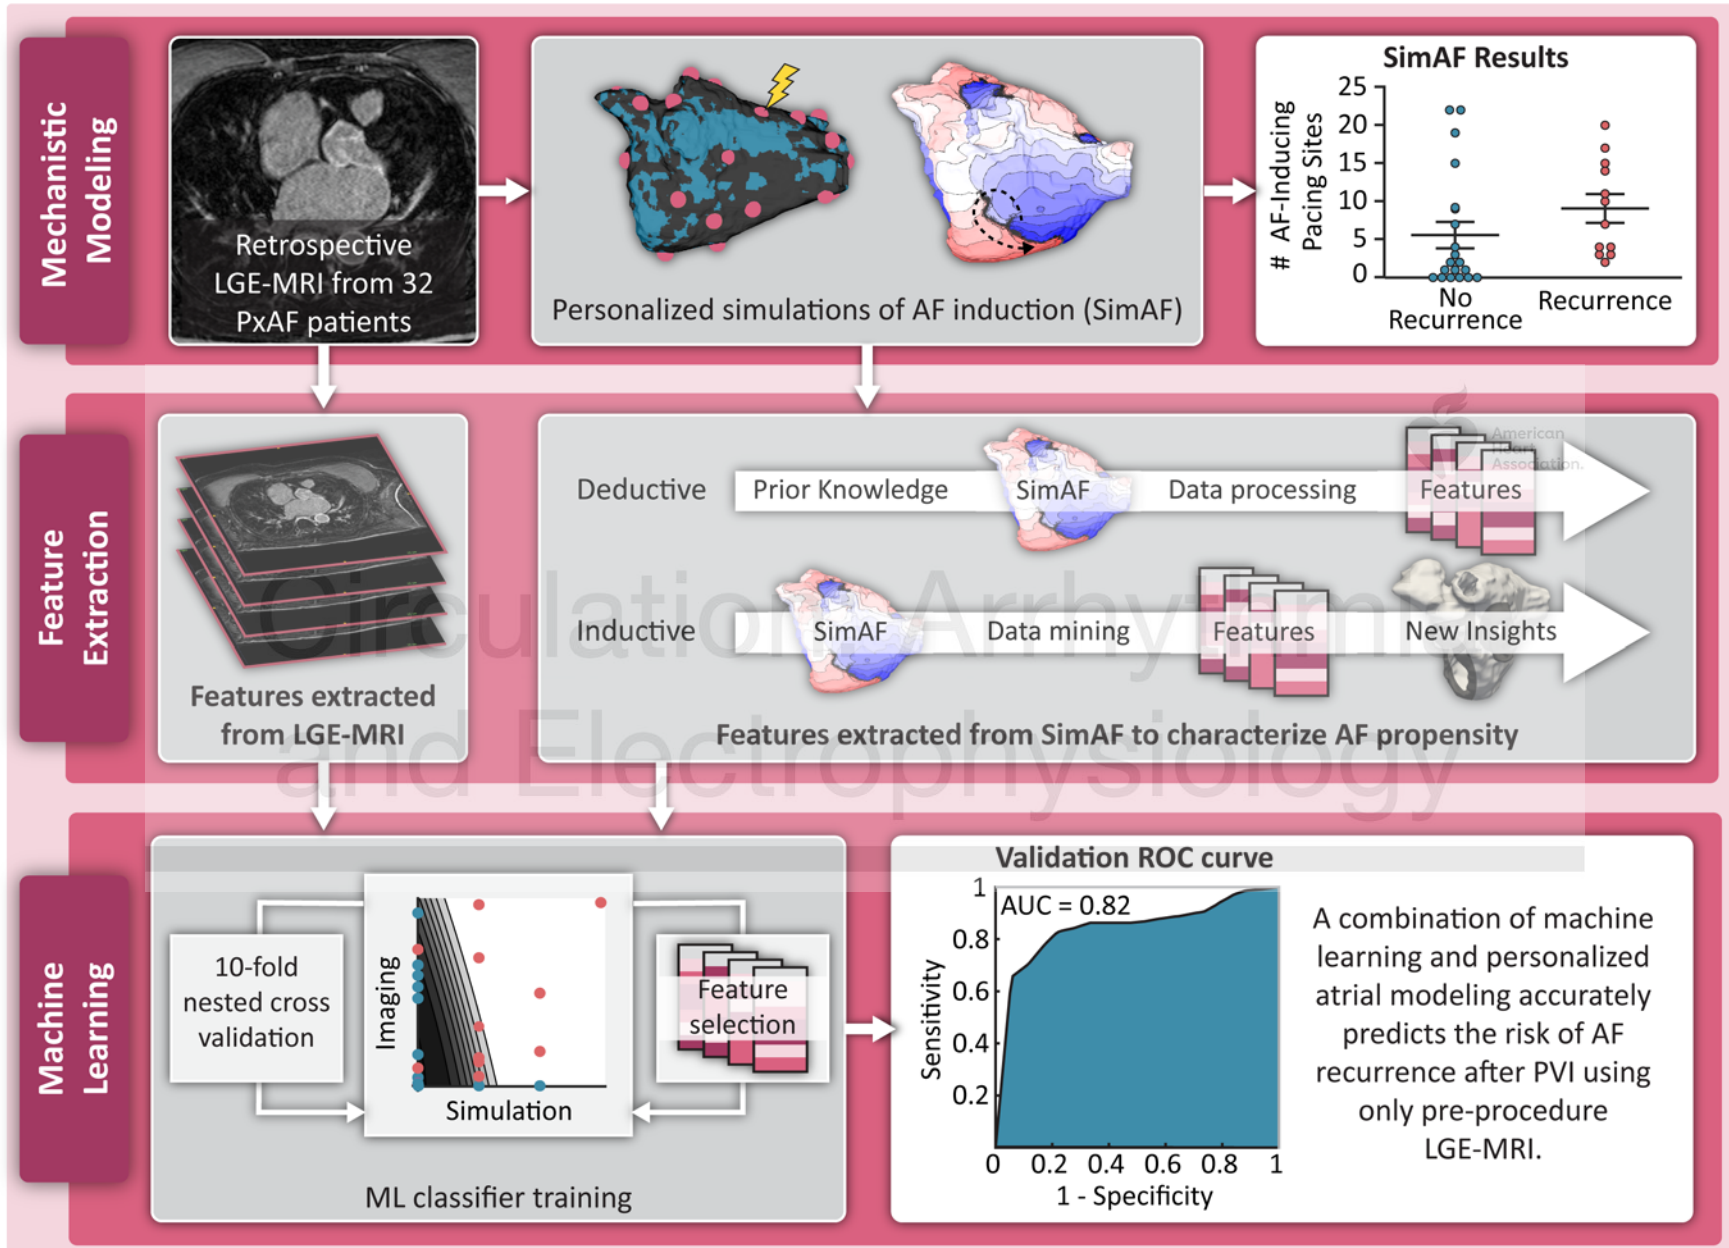 Mechanistic
Modeling
Retrospective
LGE-MRI from 32
PxAF patients
Personalized simulations of AF induction (SimAF)
SimAF Results
# AF-Inducing
Pacing Sites
25
20
15
10
5
0
No
Recurrence
Recurrence
Feature
Extraction
Features extracted
from LGE-MRI
Deductive
Prior Knowledge
SimAF
Data processing
Features
American
Heart
Association.
Inductive
SimAF
Data mining
Features
New Insights
Features extracted from SimAF to characterize AF propensity
Circulation: Arrhythmia
and Electrophysiology
Machine
Learning
10-fold
nested cross
validation
Imaging
Simulation
Feature
selection
ML classifier training
Validation ROC curve
AUC = 0.82
Sensitivity
1
0.8
0.6
0.4
0.2
0 0.2 0.4 0.6 0.8 1
1 - Specificity
A combination of machine
learning and personalized
atrial modeling accurately
predicts the risk of AF
recurrence after PVI using
only pre-procedure
LGE-MRI.